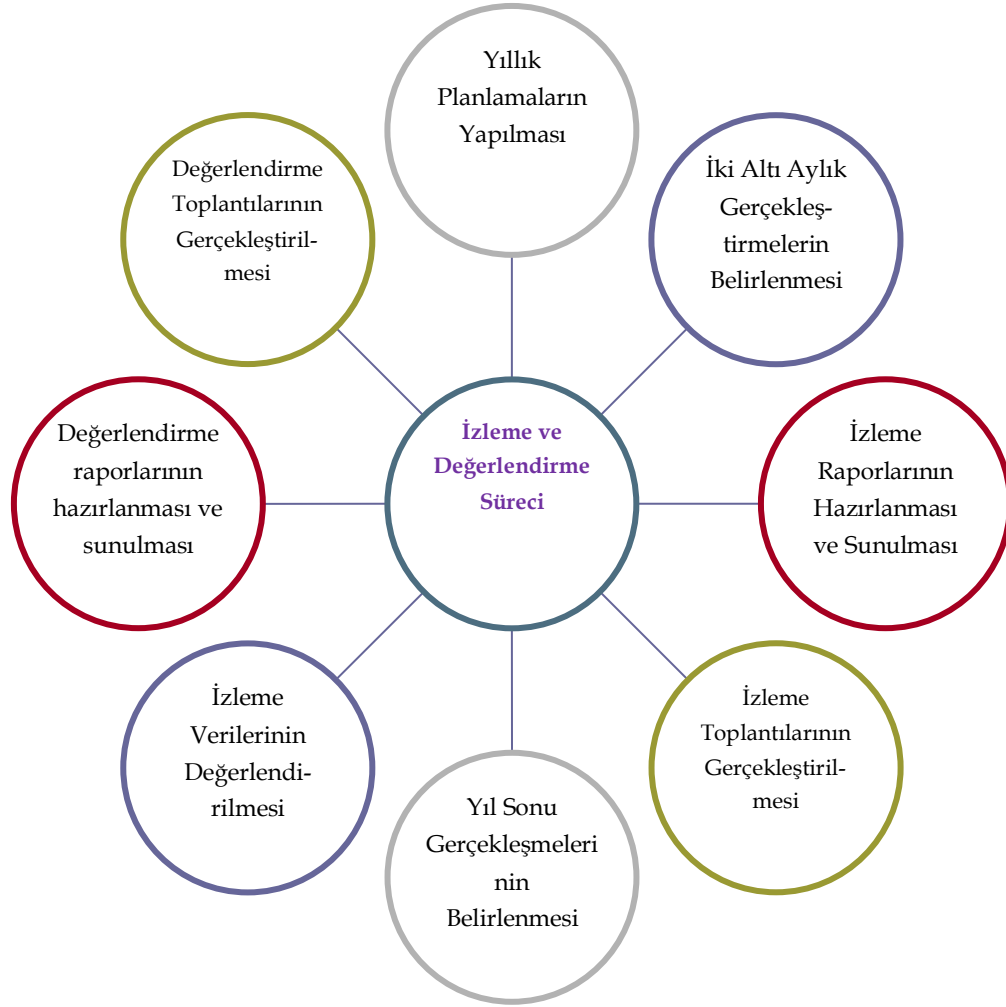 Yıllık
Planlamaların
Yapılması
İki Altı Aylık
Gerçekleş-
tirmelerin
Belirlenmesi
İzleme
Raporlarının
Hazırlanması
ve Sunulması
İzleme
Toplantılarının
Gerçekleştiril-
mesi
Yıl Sonu
Gerçekleşmeleri
nin
Belirlenmesi
İzleme
Verilerinin
Değerlendi-
rilmesi
Değerlendirme
raporlarının
hazırlanması ve
sunulması
Değerlendirme
Toplantılarının
Gerçekleştiril-
mesi
İzleme ve
Değerlendirme
Süreci